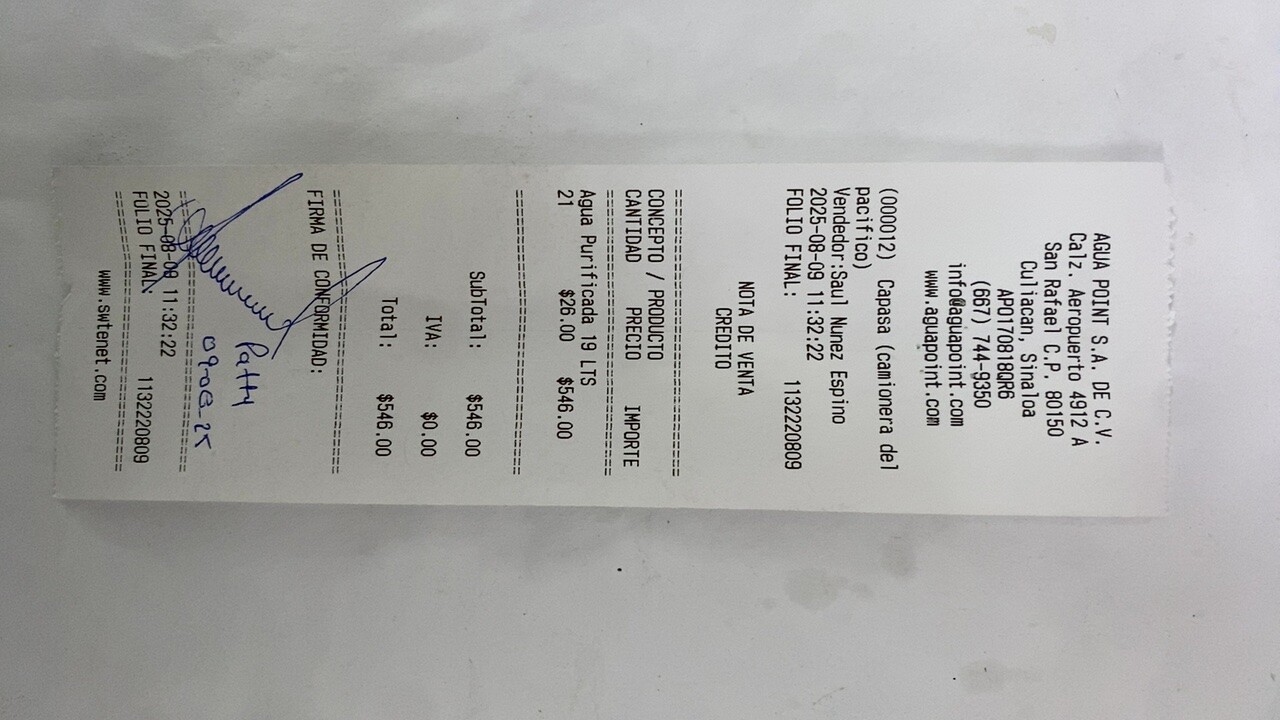 AGUA POINT S.A. DE C.V.
Calz. Aeropuerto 4912 A
San Rafael C.P. 80150
Culiacan, Sinaloa
APO170818QR6
(667) 744-9350
info@aguapoint.com
www.aguapoint.com
(000012) Capasa (camionera del
pacifico)
Vendedor:Saul Nunez Espino
2025-08-09 11:32:22
FOLIO FINAL: 1132220809
NOTA DE VENTA
CREDITO
================================
CONCEPTO / PRODUCTO
CANTIDAD PRECIO IMPORTE
================================
Agua Purificada 19 LTS
21 $26.00 $546.00
================================
SubTotal: $546.00
IVA: $0.00
Total: $546.00
================================
FIRMA DE CONFORMIDAD:
Patty
09-08-25
================================
2025-08-09 11:32:22
FOLIO FINAL: 1132220809
================================
www.swtenet.com